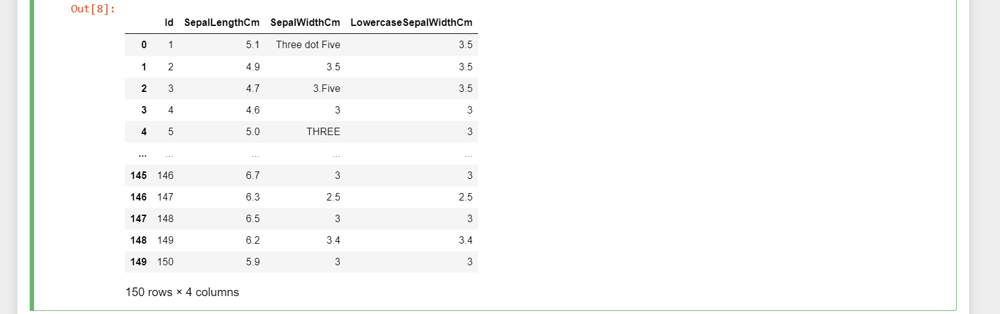 Out[8]:
Id SepalLengthCm SepalWidthCm LowercaseSepalWidthCm
0 1 5.1 Three dot Five 3.5
1 2 4.9 3.5 3.5
2 3 4.7 3.Five 3.5
3 4 4.6 3 3
4 5 5.0 THREE 3
... ... ... ... ...
145 146 6.7 3 3
146 147 6.3 2.5 2.5
147 148 6.5 3 3
148 149 6.2 3.4 3.4
149 150 5.9 3 3
150 rows × 4 columns